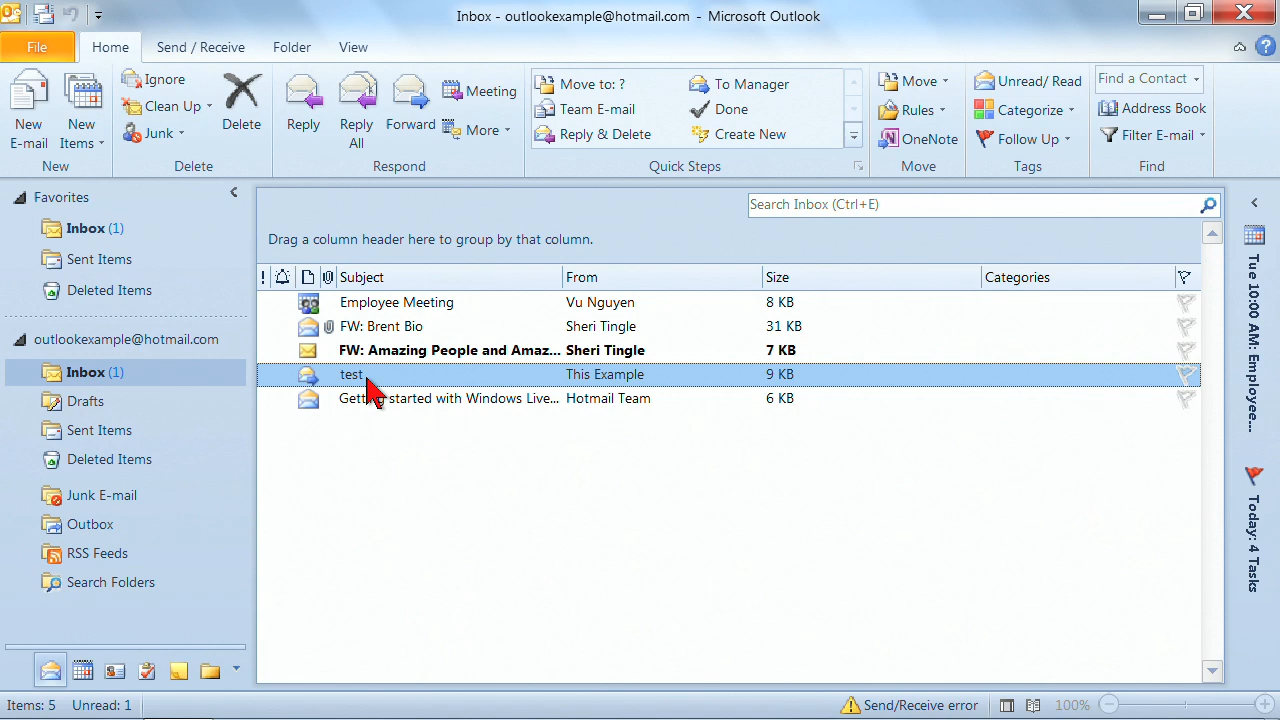 Inbox - outlookexample@hotmail.com - Microsoft Outlook
File Home Send / Receive Folder View
New E-mail
New Items
New
Ignore
Clean Up
Junk
Delete
Delete
Reply
Reply All
Forward
Meeting
More
Respond
Move to: ?
Team E-mail
Reply & Delete
To Manager
Done
Create New
Quick Steps
Move
Rules
OneNote
Move
Unread/ Read
Categorize
Follow Up
Tags
Find a Contact
Address Book
Filter E-mail
Find
Favorites
Inbox (1)
Sent Items
Deleted Items
outlookexample@hotmail.com
Inbox (1)
Drafts
Sent Items
Deleted Items
Junk E-mail
Outbox
RSS Feeds
Search Folders
Search Inbox (Ctrl+E)
Drag a column header here to group by that column.
! Subject From Size Categories
Employee Meeting Vu Nguyen 8 KB
FW: Brent Bio Sheri Tingle 31 KB
FW: Amazing People and Amaz... Sheri Tingle 7 KB
test This Example 9 KB
Getting started with Windows Live... Hotmail Team 6 KB
Tue 10:00 AM: Employee...
Today: 4 Tasks
Items: 5 Unread: 1 Send/Receive error 100%